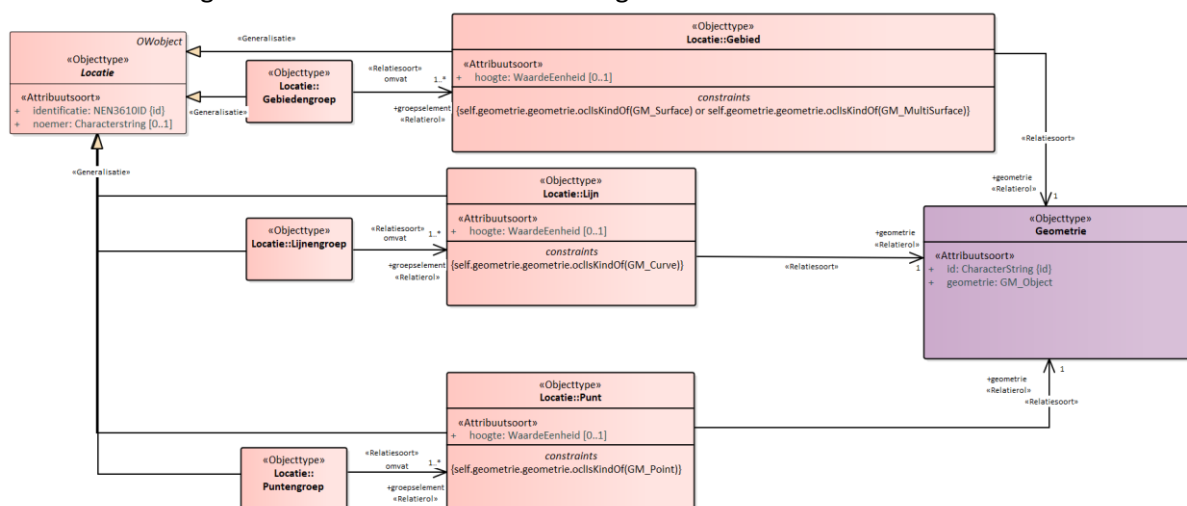 OWobject
«Objecttype»
Locatie
«Attribuutsoort»
+ identificatie: NEN3610ID {id}
+ noemer: Characterstring [0..1]
«Generalisatie»
«Generalisatie»
«Generalisatie»
«Objecttype»
Locatie::
Gebiedengroep
«Relatiesoort»
omvat
1..*
+groepselement
«Relatierol»
«Objecttype»
Locatie::Gebied
«Attribuutsoort»
+ hoogte: WaardeEenheid [0..1]
constraints
{self.geometrie.geometrie.oclIsKindOf(GM_Surface) or self.geometrie.geometrie.oclIsKindOf(GM_MultiSurface)}
«Relatiesoort»
+geometrie
«Relatierol»
1
«Objecttype»
Locatie::Lijnengroep
«Relatiesoort»
omvat
1..*
+groepselement
«Relatierol»
«Objecttype»
Locatie::Lijn
«Attribuutsoort»
+ hoogte: WaardeEenheid [0..1]
constraints
{self.geometrie.geometrie.oclIsKindOf(GM_Curve)}
+geometrie
«Relatierol»
«Relatiesoort»
1
«Objecttype»
Geometrie
«Attribuutsoort»
+ id: CharacterString {id}
+ geometrie: GM_Object
«Objecttype»
Locatie::
Puntengroep
«Relatiesoort»
omvat
1..*
+groepselement
«Relatierol»
«Objecttype»
Locatie::Punt
«Attribuutsoort»
+ hoogte: WaardeEenheid [0..1]
constraints
{self.geometrie.geometrie.oclIsKindOf(GM_Point)}
1
+geometrie
«Relatierol»
«Relatiesoort»